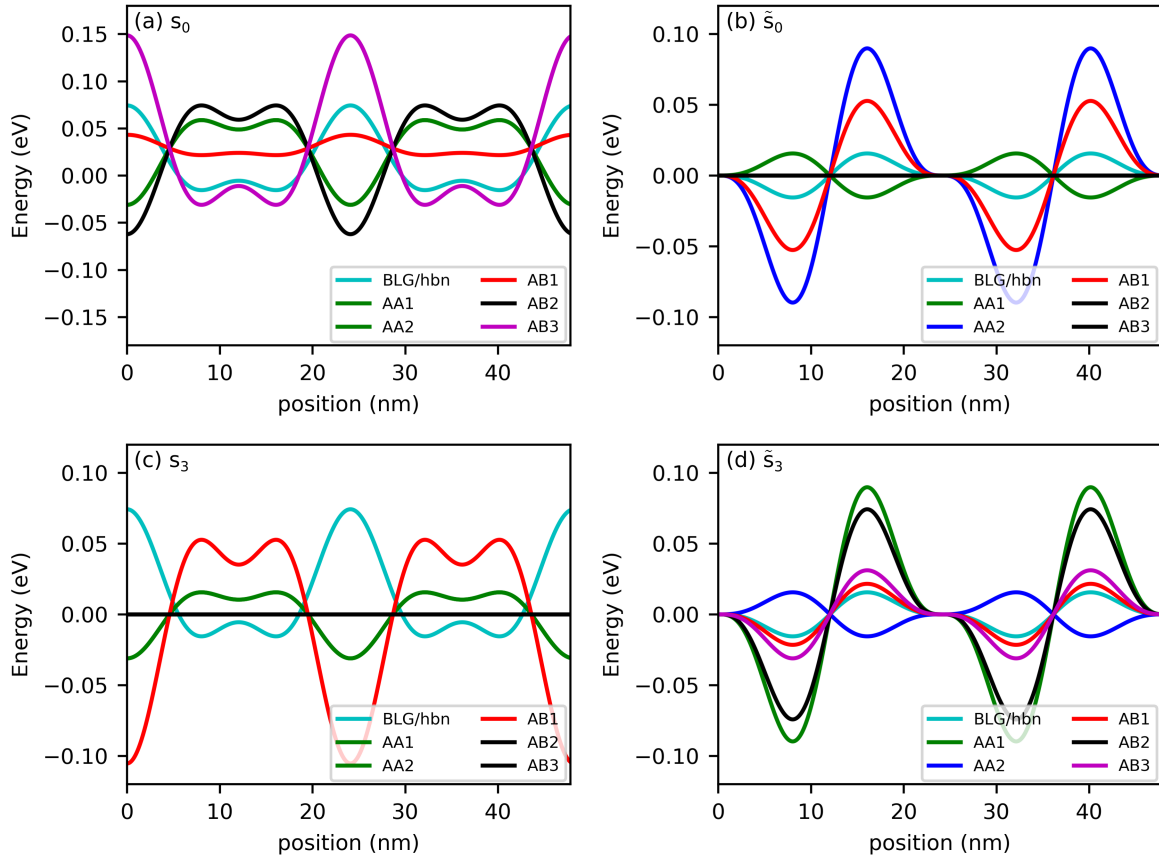 (a) s₀
Energy (eV)
0.15
0.10
0.05
0.00
−0.05
−0.10
−0.15
BLG/hbn AB1
AA1 AB2
AA2 AB3
0 10 20 30 40
position (nm)
(b) s̃₀
Energy (eV)
0.10
0.05
0.00
−0.05
−0.10
BLG/hbn AB1
AA1 AB2
AA2 AB3
0 10 20 30 40
position (nm)
(c) s₃
Energy (eV)
0.10
0.05
0.00
−0.05
−0.10
BLG/hbn AB1
AA1 AB2
AA2 AB3
0 10 20 30 40
position (nm)
(d) s̃₃
Energy (eV)
0.10
0.05
0.00
−0.05
−0.10
BLG/hbn AB1
AA1 AB2
AA2 AB3
0 10 20 30 40
position (nm)